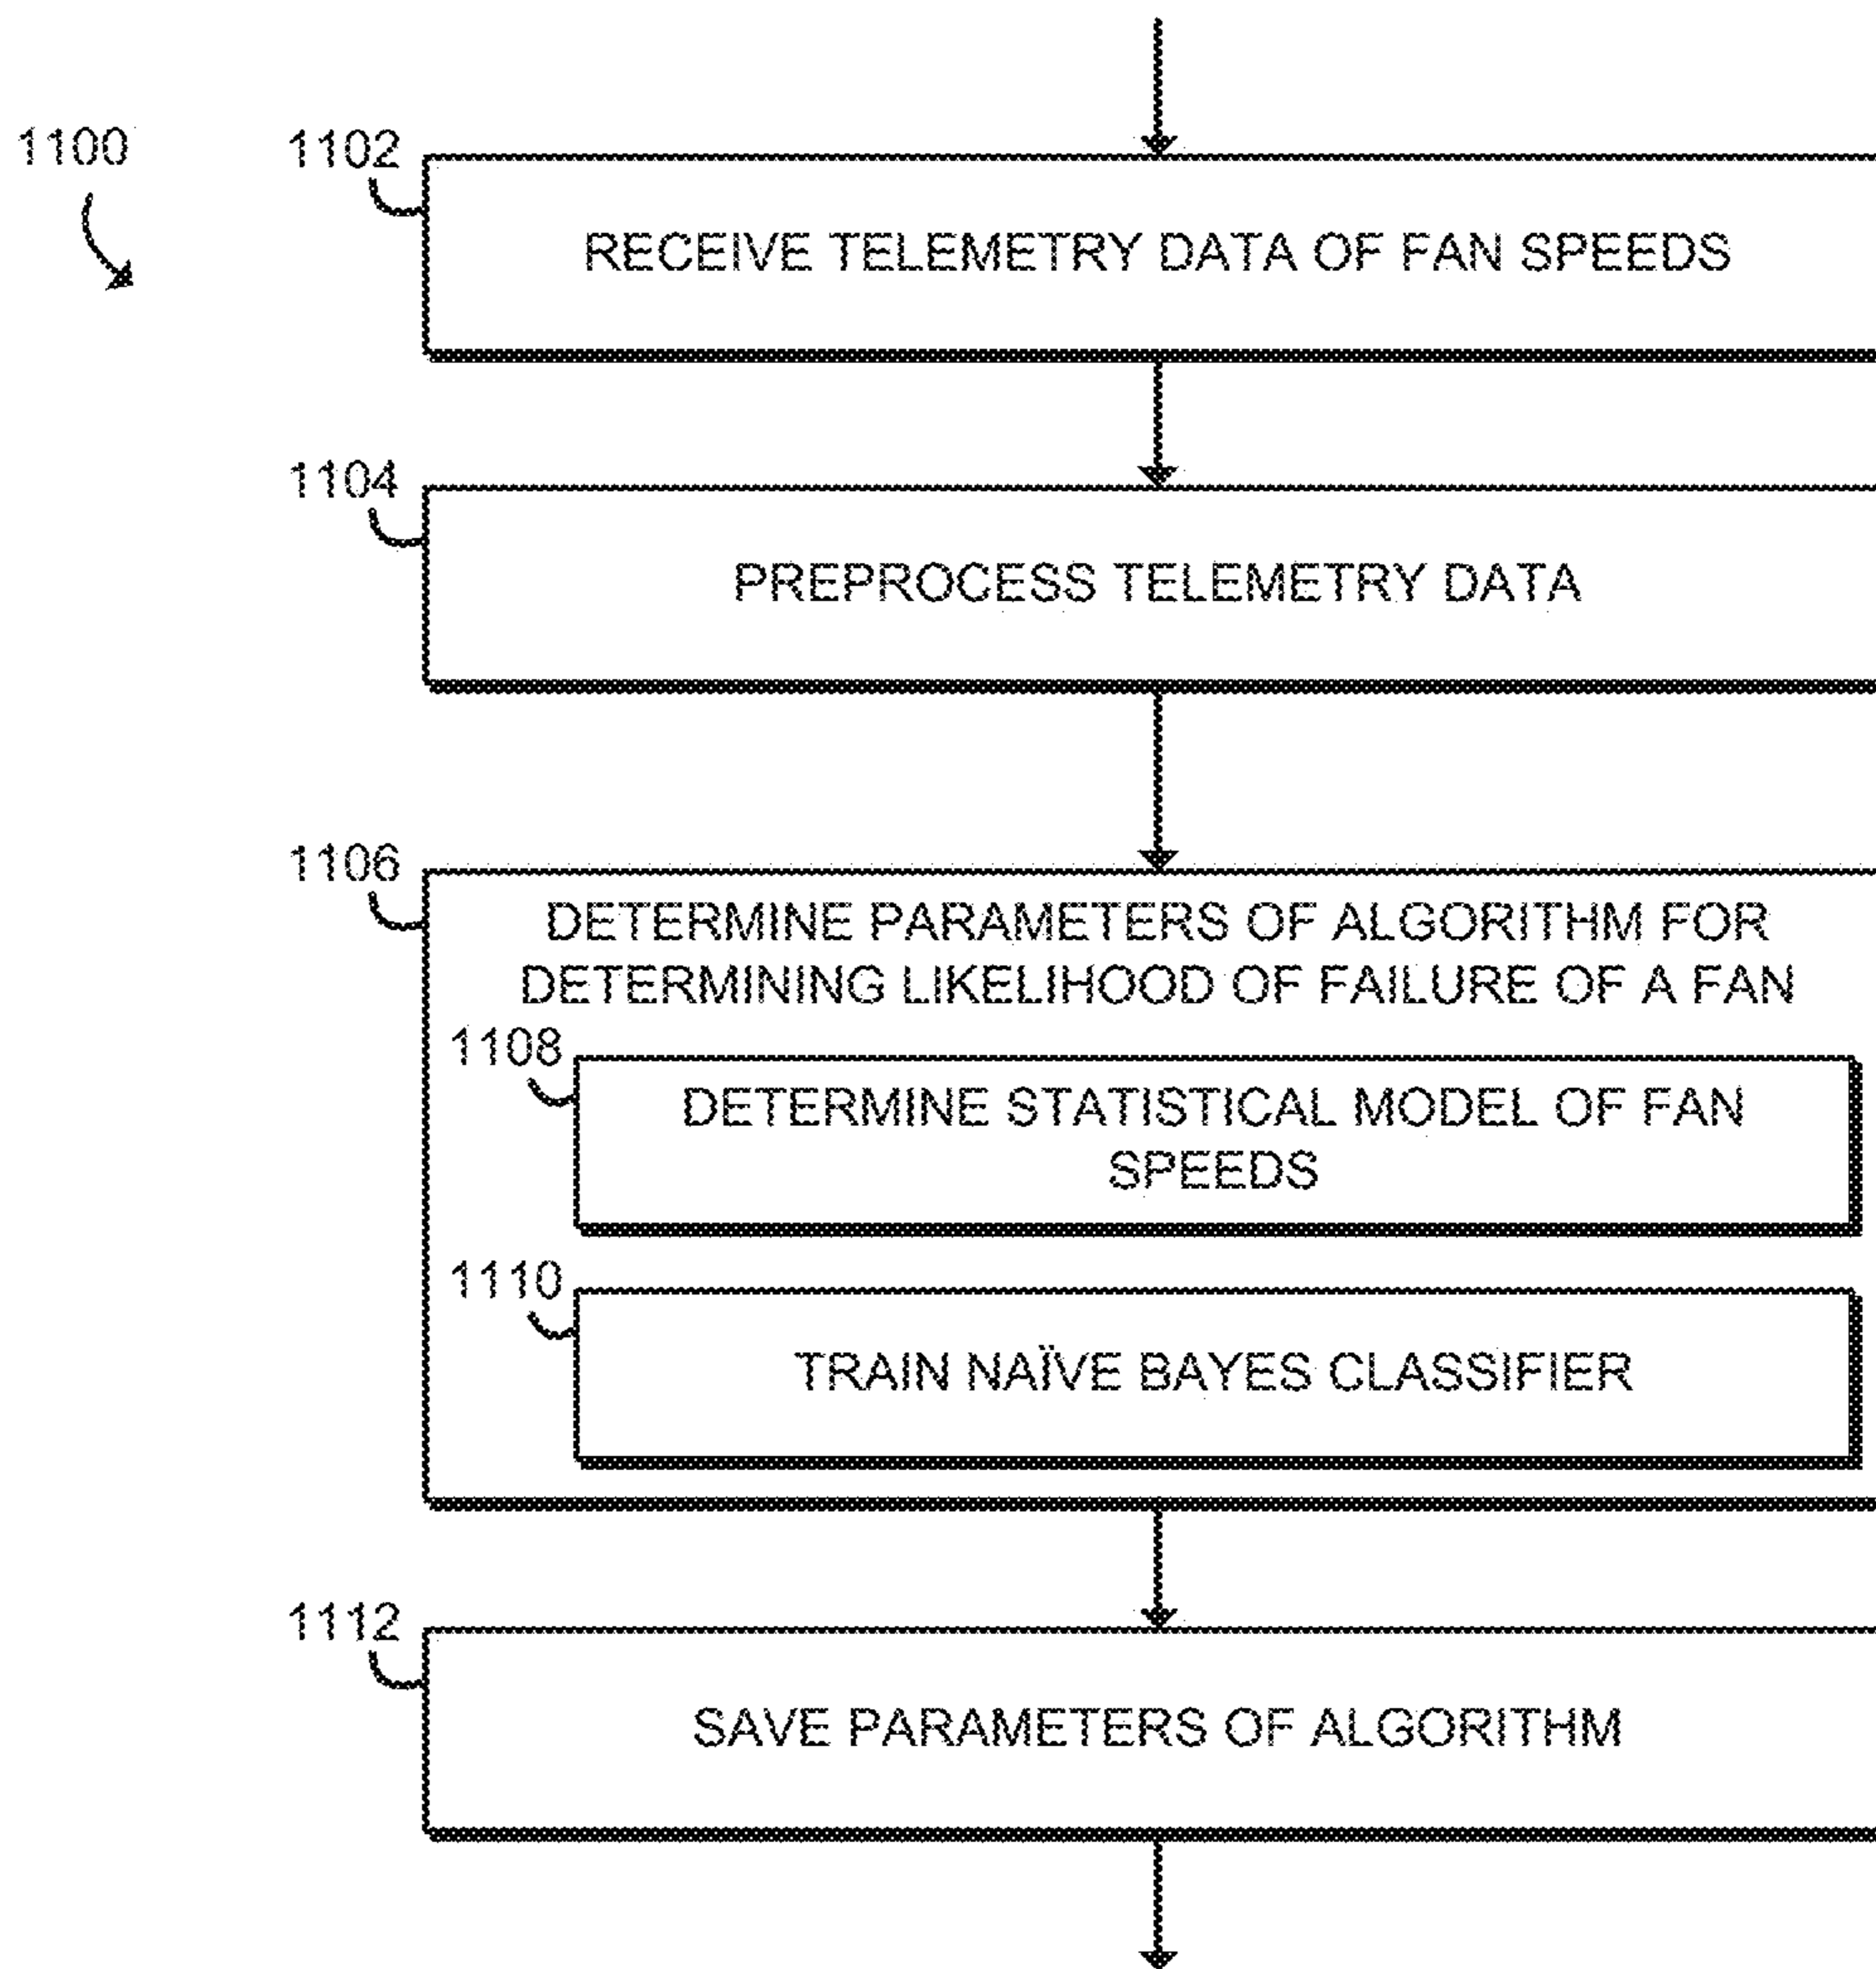 1100
1102
RECEIVE TELEMETRY DATA OF FAN SPEEDS
1104
PREPROCESS TELEMETRY DATA
1106
DETERMINE PARAMETERS OF ALGORITHM FOR
DETERMINING LIKELIHOOD OF FAILURE OF A FAN
1108
DETERMINE STATISTICAL MODEL OF FAN
SPEEDS
1110
TRAIN NAÏVE BAYES CLASSIFIER
1112
SAVE PARAMETERS OF ALGORITHM